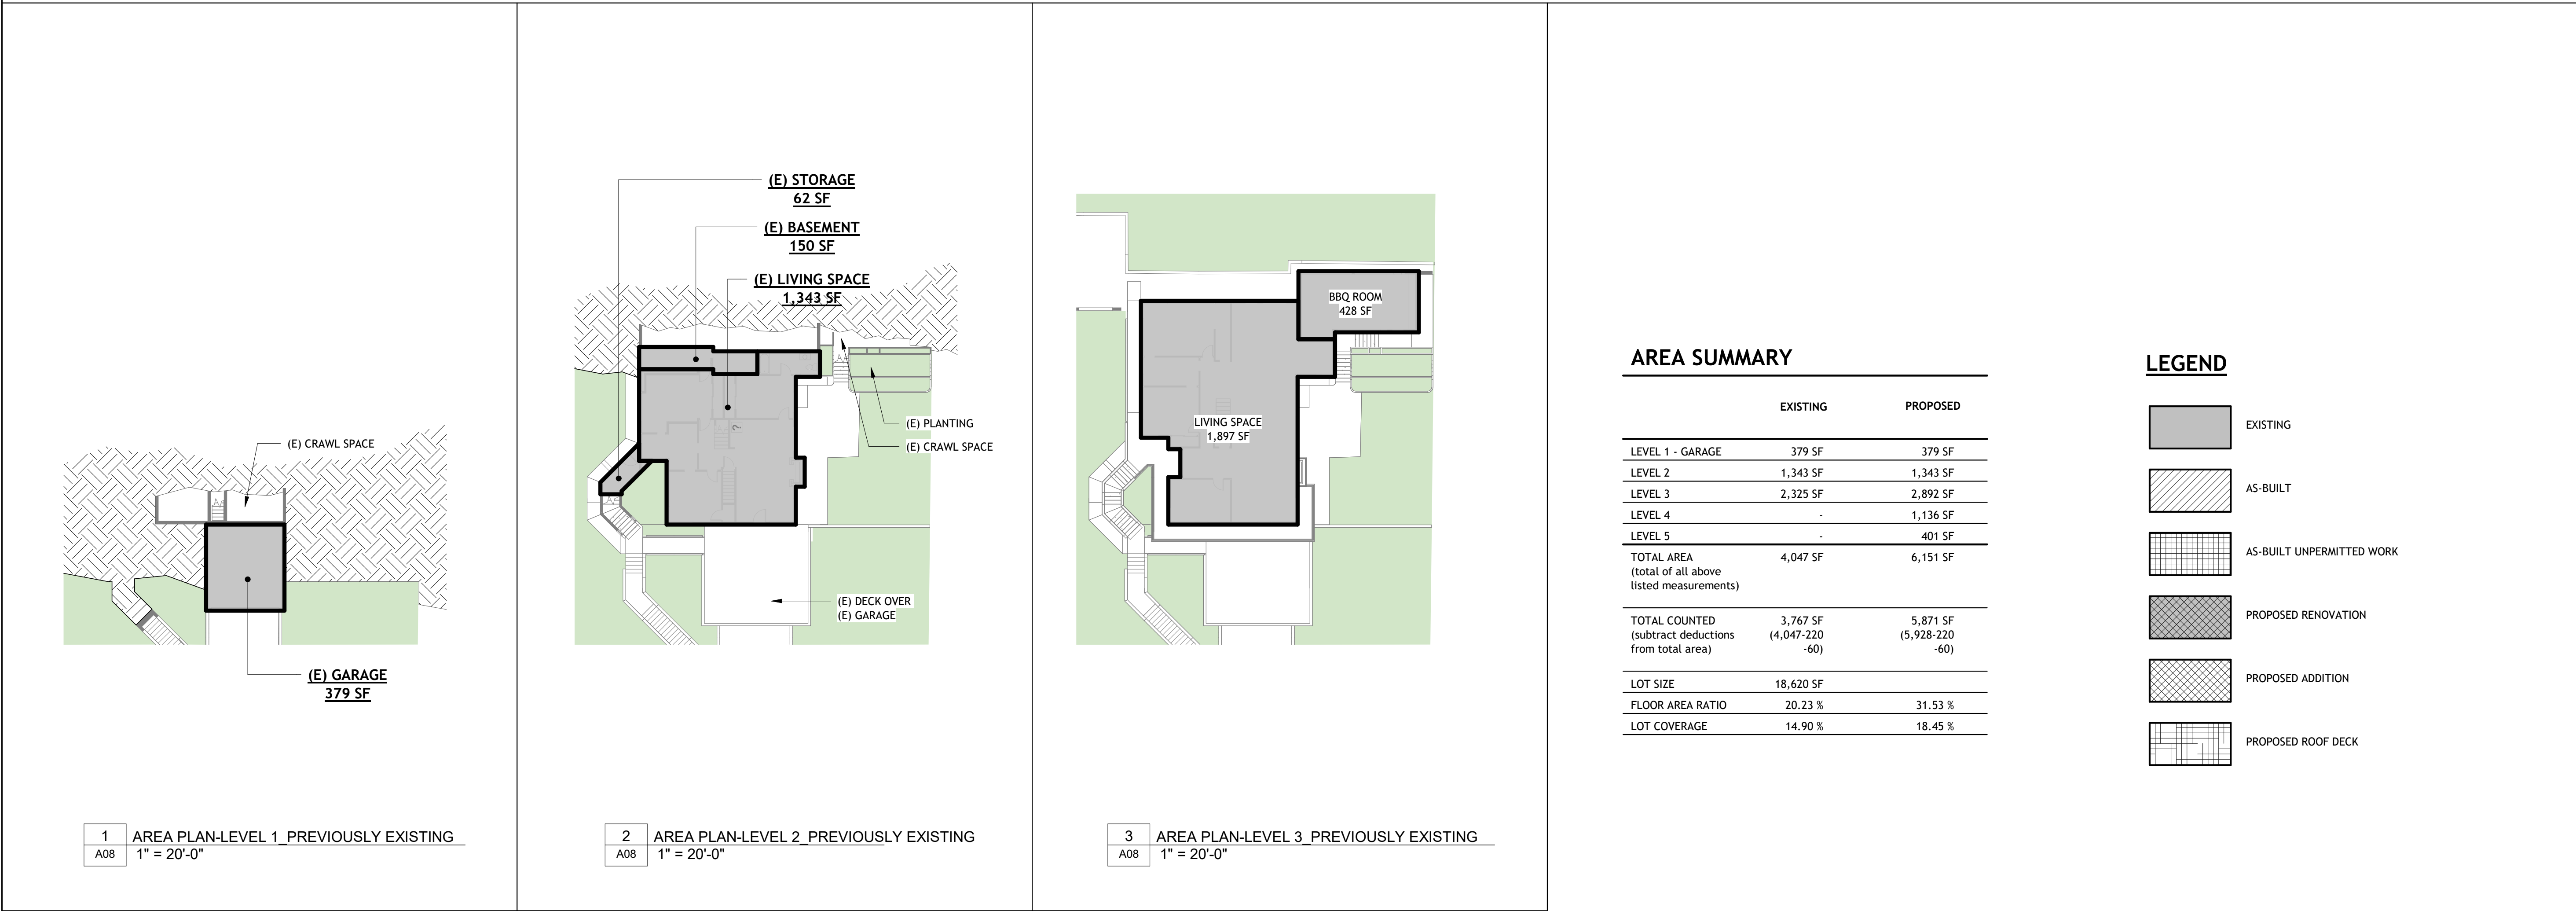 (E) CRAWL SPACE
(E) GARAGE
379 SF
1
A08
AREA PLAN-LEVEL 1_PREVIOUSLY EXISTING
1" = 20'-0"
(E) STORAGE
62 SF
(E) BASEMENT
150 SF
(E) LIVING SPACE
1,343 SF
(E) PLANTING
(E) CRAWL SPACE
(E) DECK OVER
(E) GARAGE
2
A08
AREA PLAN-LEVEL 2_PREVIOUSLY EXISTING
1" = 20'-0"
BBQ ROOM
428 SF
LIVING SPACE
1,897 SF
3
A08
AREA PLAN-LEVEL 3_PREVIOUSLY EXISTING
1" = 20'-0"
AREA SUMMARY
EXISTING PROPOSED
LEVEL 1 - GARAGE 379 SF 379 SF
LEVEL 2 1,343 SF 1,343 SF
LEVEL 3 2,325 SF 2,892 SF
LEVEL 4 - 1,136 SF
LEVEL 5 - 401 SF
TOTAL AREA 4,047 SF 6,151 SF
(total of all above
listed measurements)
TOTAL COUNTED 3,767 SF 5,871 SF
(subtract deductions (4,047-220 (5,928-220
from total area) -60) -60)
LOT SIZE 18,620 SF
FLOOR AREA RATIO 20.23 % 31.53 %
LOT COVERAGE 14.90 % 18.45 %
LEGEND
EXISTING
AS-BUILT
AS-BUILT UNPERMITTED WORK
PROPOSED RENOVATION
PROPOSED ADDITION
PROPOSED ROOF DECK